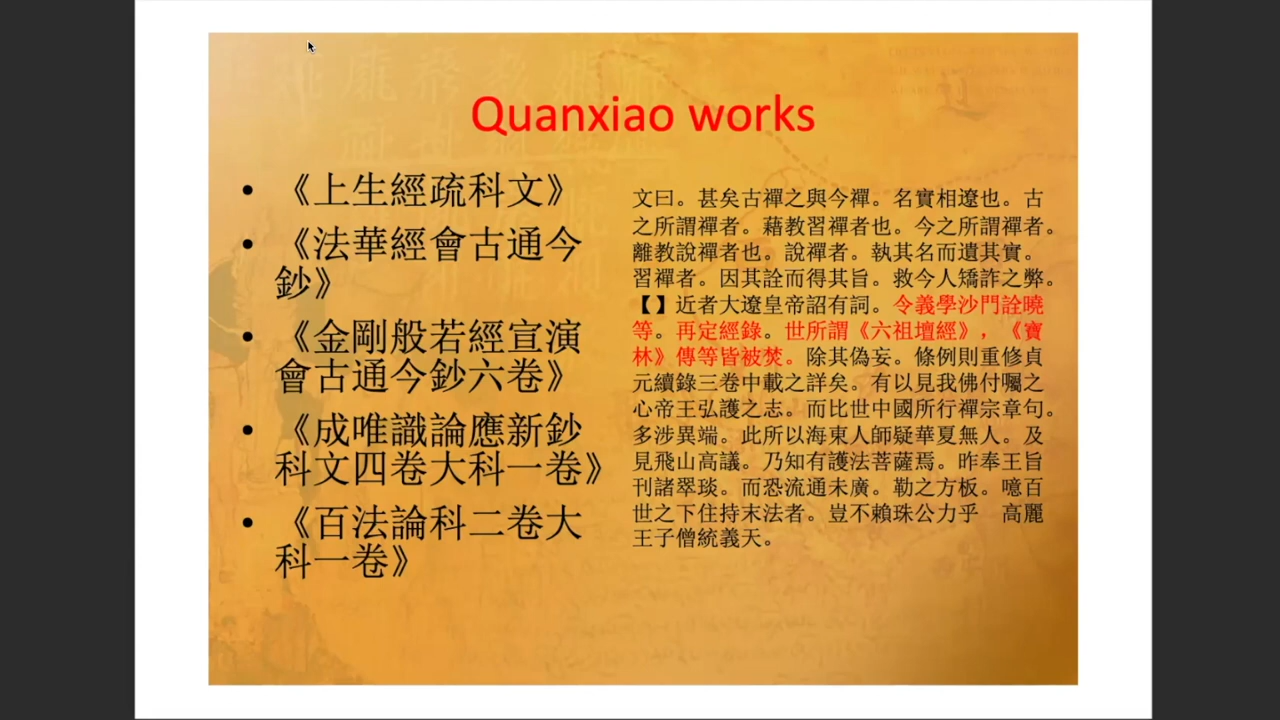 Quanxiao works
• 《上生經疏科文》
• 《法華經會古通今
鈔》
• 《金剛般若經宣演
會古通今鈔六卷》
• 《成唯識論應新鈔
科文四卷大科一卷》
• 《百法論科二卷大
科一卷》
文曰。甚矣古禪之與今禪。名實相遼也。古
之所謂禪者。藉教習禪者也。今之所謂禪者。
離教說禪者也。說禪者。執其名而遺其實。
習禪者。因其詮而得其旨。救今人矯詐之弊。
【】近者大遼皇帝詔有詞。令義學沙門詮曉
等。再定經錄。世所謂《六祖壇經》，《寶
林》傳等皆被焚。除其偽妄。條例則重修貞
元續錄三卷中載之詳矣。有以見我佛付囑之
心帝王弘護之志。而比世中國所行禪宗章句。
多涉異端。此所以海東人師疑華夏無人。及
見飛山高議。乃知有護法菩薩焉。昨奉王旨
刊諸翠琰。而恐流通未廣。勒之方板。噫百
世之下住持末法者。豈不賴珠公力乎　高麗
王子僧統義天。